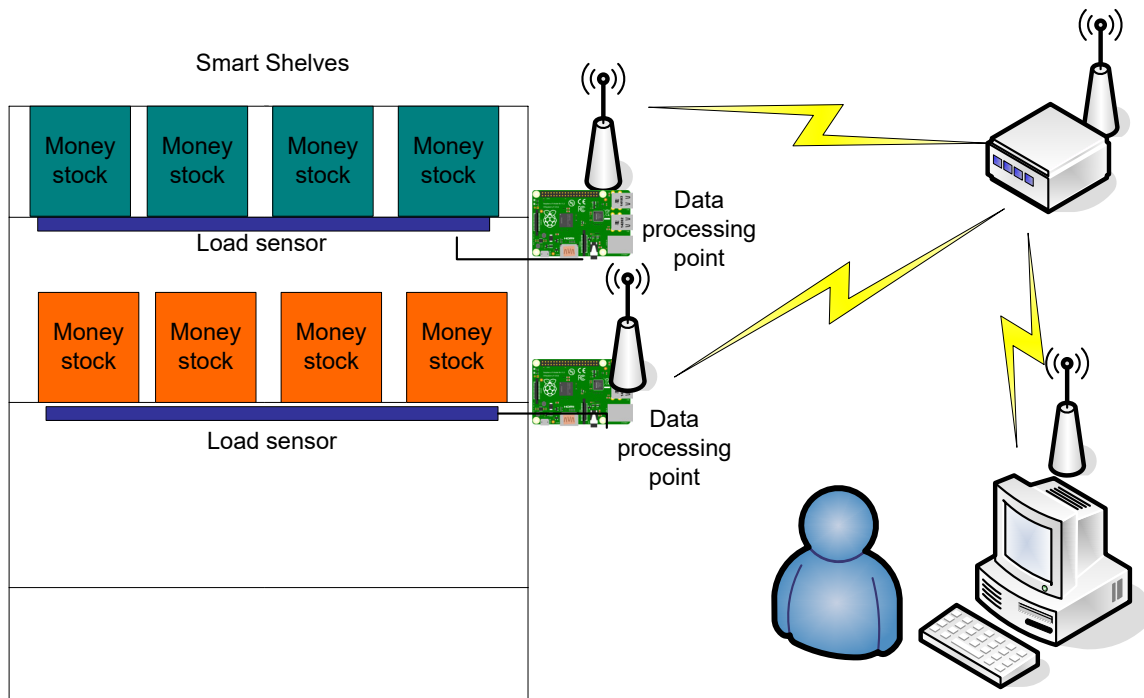 Smart Shelves
Money
stock
Money
stock
Money
stock
Money
stock
Load sensor
Data
processing
point
Money
stock
Money
stock
Money
stock
Money
stock
Load sensor
Data
processing
point